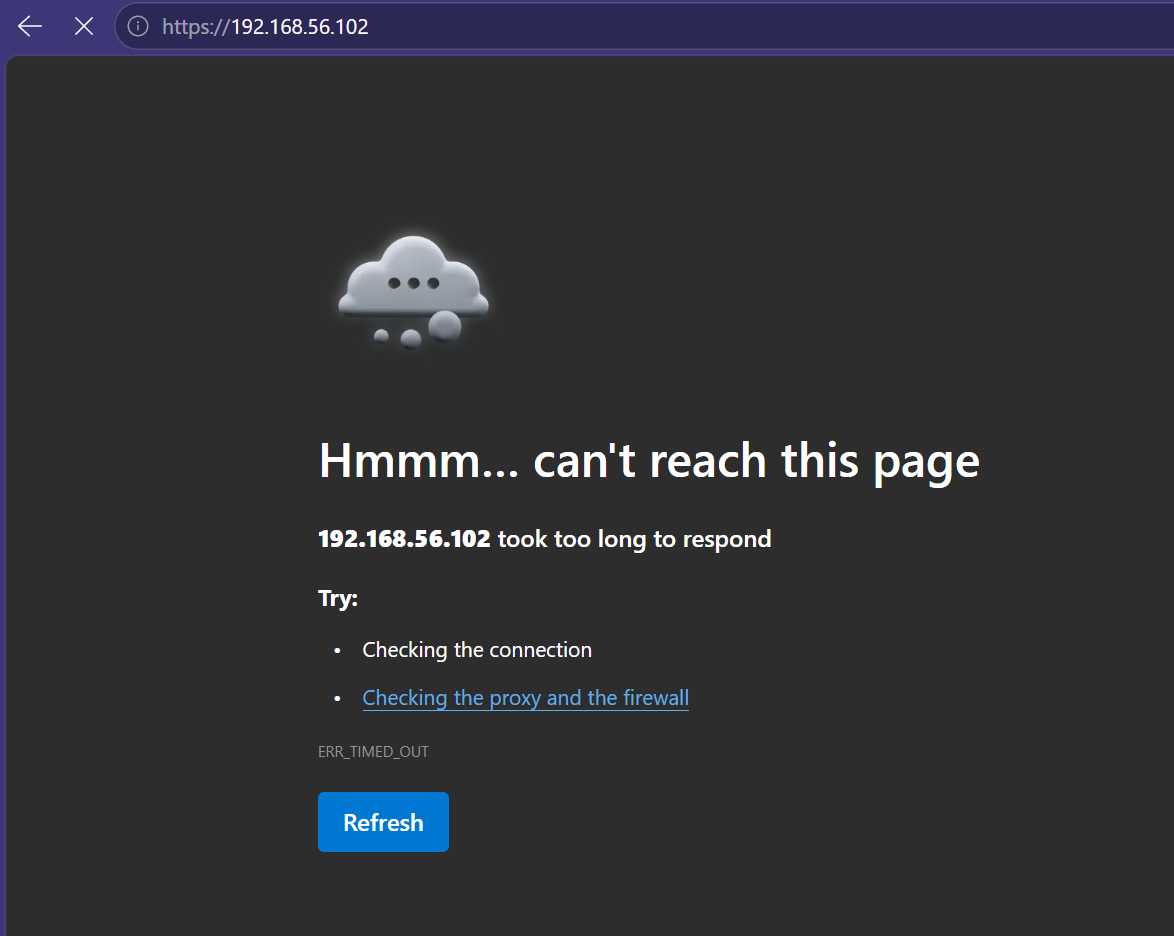 https://192.168.56.102
Hmmm... can't reach this page
192.168.56.102 took too long to respond
Try:
• Checking the connection
• Checking the proxy and the firewall
ERR_TIMED_OUT
Refresh